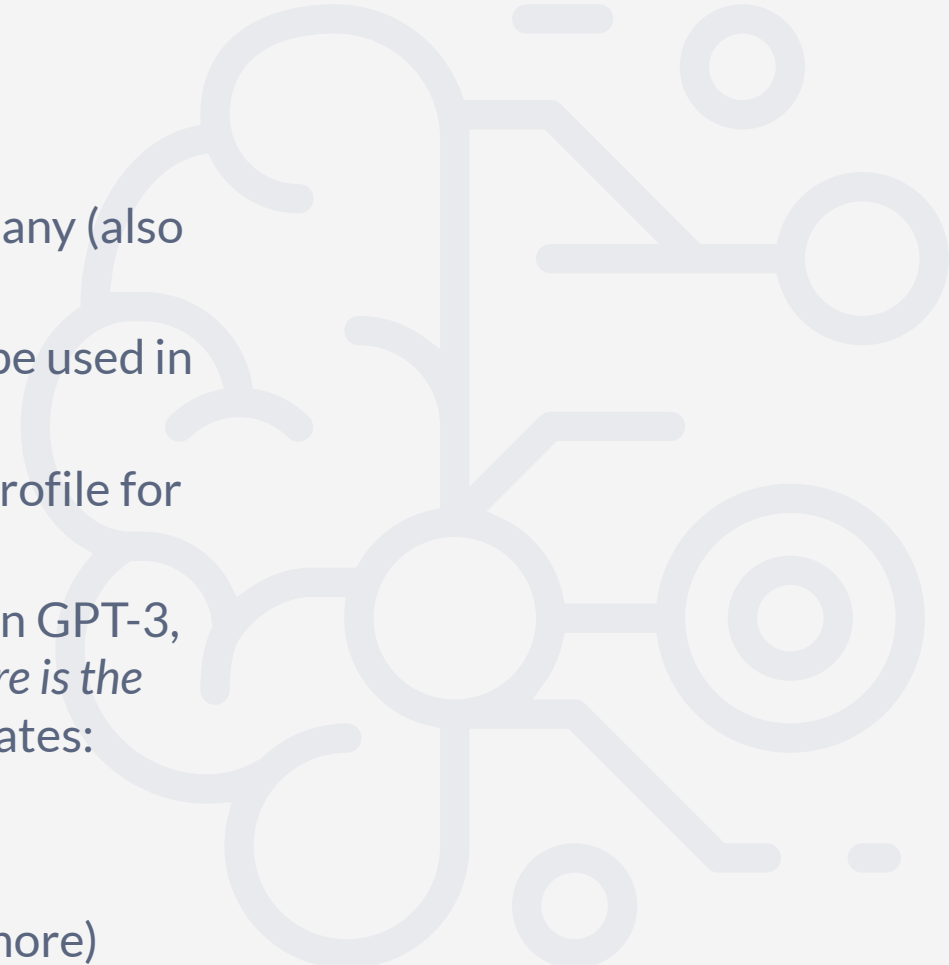 any (also
be used in
rofile for
n GPT-3,
re is the
ates:
nore)